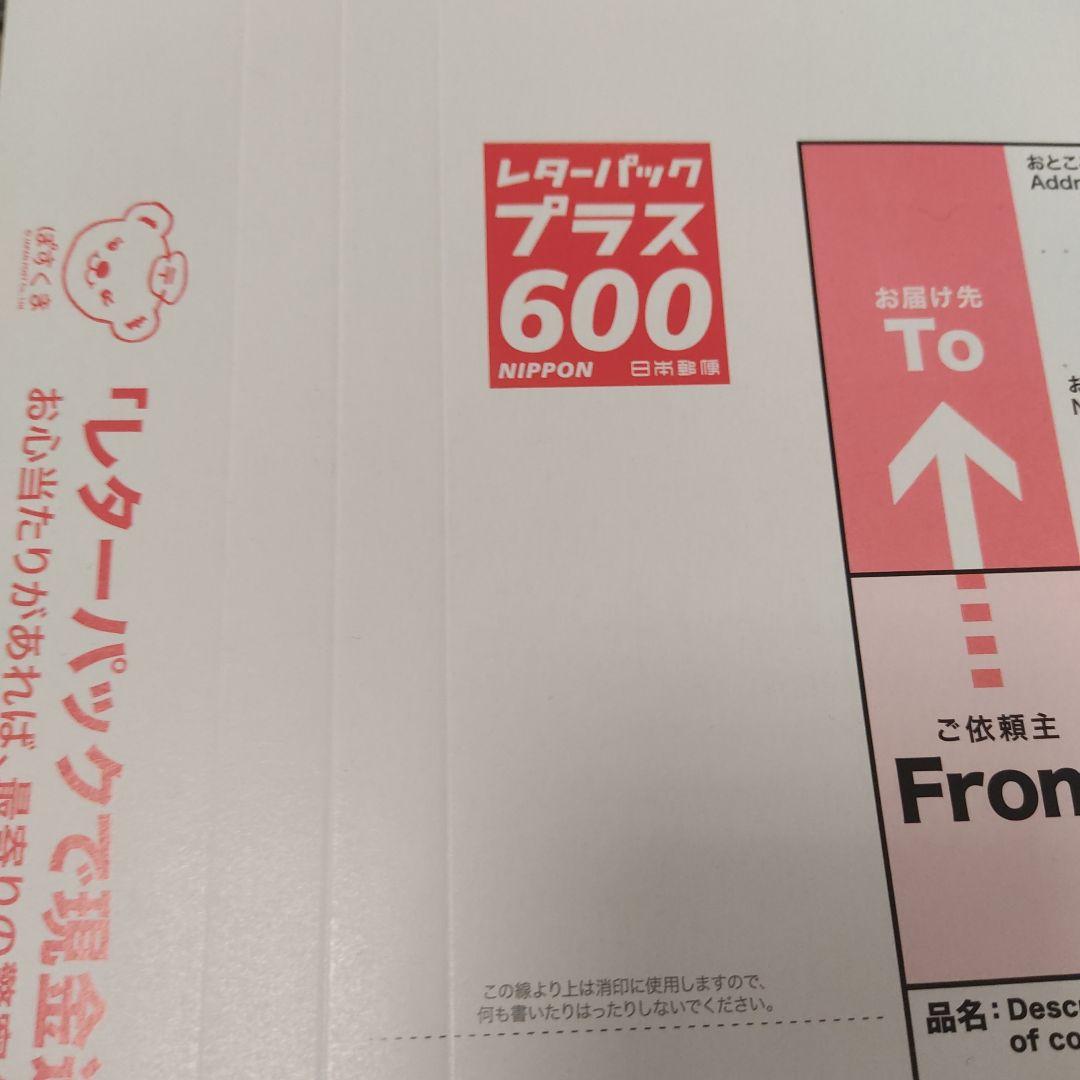 レターパック
プラス
600
NIPPON 日本郵便
おとこ
Addr
お届け先
To
ご依頼主
From
品名：Desc
of co
この線より上は消印に使用しますので、
何も書いたりはったりしないでください。
ぽすくま
「レターパックで現金
お心当たりがあれば、最寄りの警察